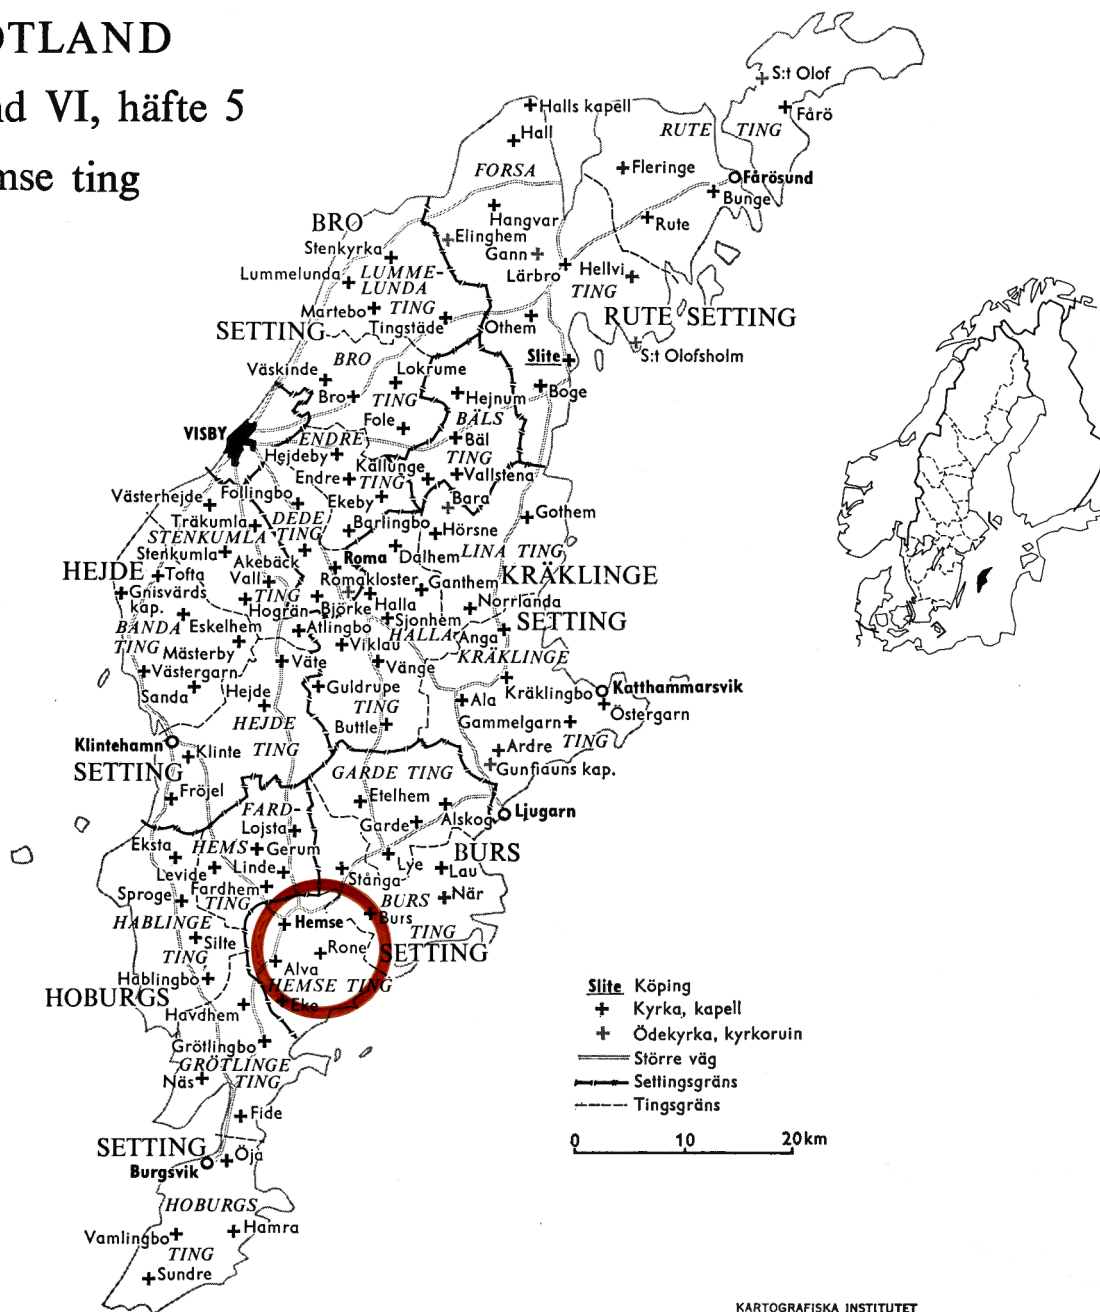 OTLAND
nd VI, häfte 5
mse ting
S:t Olof
Halls kapell
Fårö
Hall
RUTE TING
FORSA
Fleringe
Fårösund
Bunge
Hangvar
BRO
Rute
Elinghem
Stenkyrka
Gann
Lummelunda
LUMME-
LUNDA
TING
Lärbro
Hellvi
TING
Martebo
SETTING
Tingstäde
Othem
RUTE SETTING
S:t Olofsholm
BRO
TING
Slite
Väskinde
Lokrume
Bro
Hejnum
Boge
Fole
BÄLS
TING
VISBY
ENDRE
TING
Bäl
Hejdeby
Källunge
Endre
Vallstena
Västerhejde
Follingbo
Ekeby
Bara
Träkumla
DEDE
TING
Barlingbo
Hörsne
Gothem
STENKUMLA
TING
Stenkumla
Akebäck
Roma
Dalhem
LINA TING
HEJDE
Tofta
Vall
Romakloster
Ganthem
KRÄKLINGE
Gnisvärds
kap.
Hogrän
Björke
Halla
Norrlanda
SETTING
BANDA
TING
Eskelhem
Atlingbo
Sjonhem
HALLA
Anga
Mästerby
Viklau
KRÄKLINGE
Västergarn
Väte
Vänge
Sanda
Hejde
Guldrupe
TING
Ala
Kräklingbo
Katthammarsvik
Östergarn
HEJDE
TING
Buttle
Gammelgarn
Klintehamn
Klinte
Ardre
TING
SETTING
GARDE TING
Gunfiauns kap.
Fröjel
Etelhem
FARD-
HEMS
TING
Lojsta
Garde
Alskog
Ljugarn
Eksta
Gerum
BURS
Levide
Linde
Lye
Lau
Stånga
Sproge
Fardhem
BURS
TING
När
HABLINGE
TING
Hemse
Burs
Silte
Rone
SETTING
Alva
Hablingbo
HEMSE TING
HOBURGS
Eke
Havdhem
Grötlingbo
GRÖTLINGE
TING
Näs
Fide
SETTING
Öja
Burgsvik
HOBURGS
TING
Hamra
Vamlingbo
Sundre
Slite Köping
Kyrka, kapell
Ödekyrka, kyrkoruin
Större väg
Settingsgräns
Tingsgräns
0 10 20km
KARTOGRAFISKA INSTITUTET